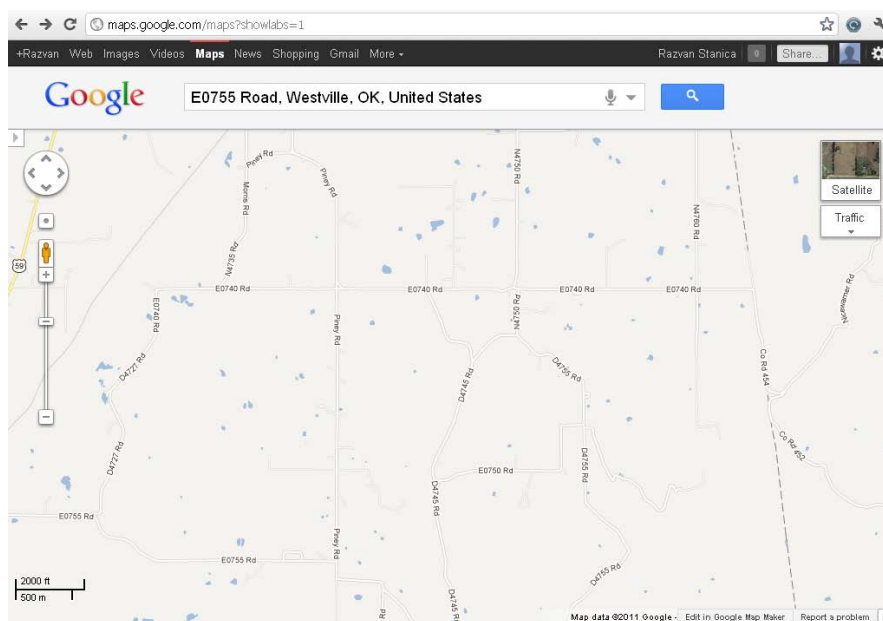 maps.google.com/maps?showlabs=1
+Razvan Web Images Videos Maps News Shopping Gmail More
Razvan Stanica 0 Share...
Google
E0755 Road, Westville, OK, United States
Satellite
Traffic
Piney Rd
Piney Rd
Morris Rd
N4750 Rd
N4760 Rd
N4735 Rd
59
Newamer Rd
E0740 Rd
E0740 Rd
E0740 Rd
E0740 Rd
E0740 Rd
N4750 Rd
Piney Rd
D4727 Rd
D4745 Rd
D4755 Rd
Co Rd 454
D4727 Rd
E0750 Rd
D4755 Rd
Co Rd 452
D4745 Rd
E0755 Rd
Piney Rd
E0755 Rd
D4755 Rd
2000 ft
500 m
Rd
D4745 Rd
Map data ©2011 Google - Edit in Google Map Maker Report a problem